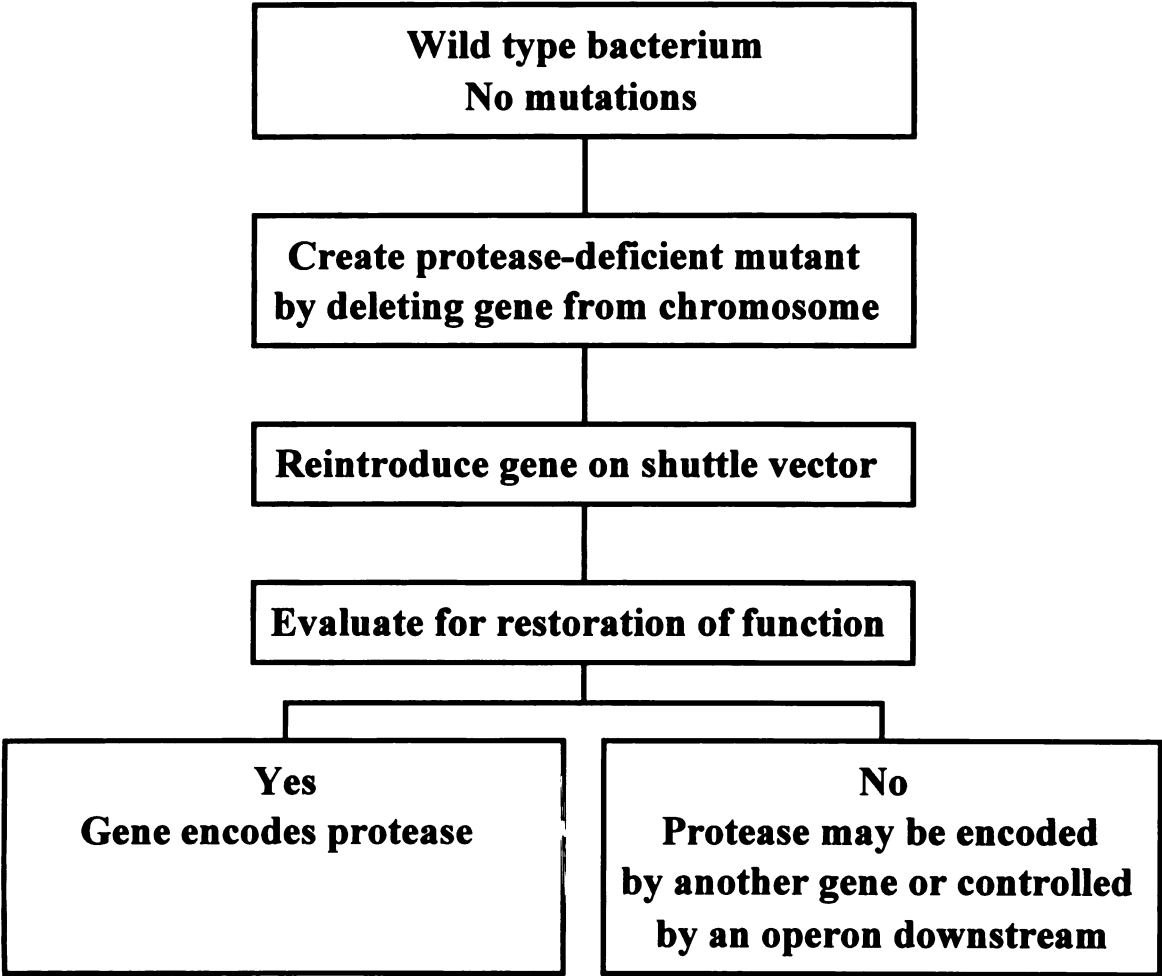 Wild type bacterium
No mutations
Create protease-deficient mutant
by deleting gene from chromosome
Reintroduce gene on shuttle vector
Evaluate for restoration of function
Yes
Gene encodes protease
No
Protease may be encoded
by another gene or controlled
by an operon downstream